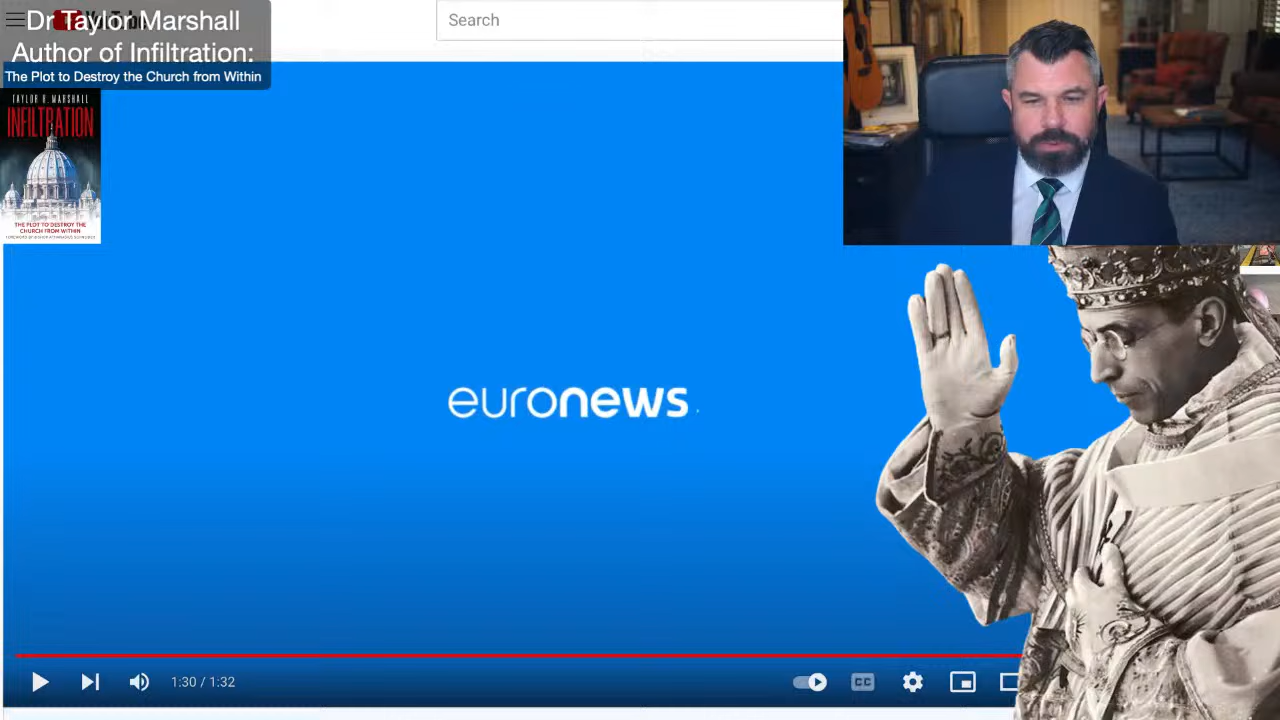 Dr Taylor Marshall
Author of Infiltration:
The Plot to Destroy the Church from Within
Search
TAYLOR R. MARSHALL
INFILTRATION
THE PLOT TO DESTROY THE
CHURCH FROM WITHIN
euronews.
1:30 / 1:32
CC